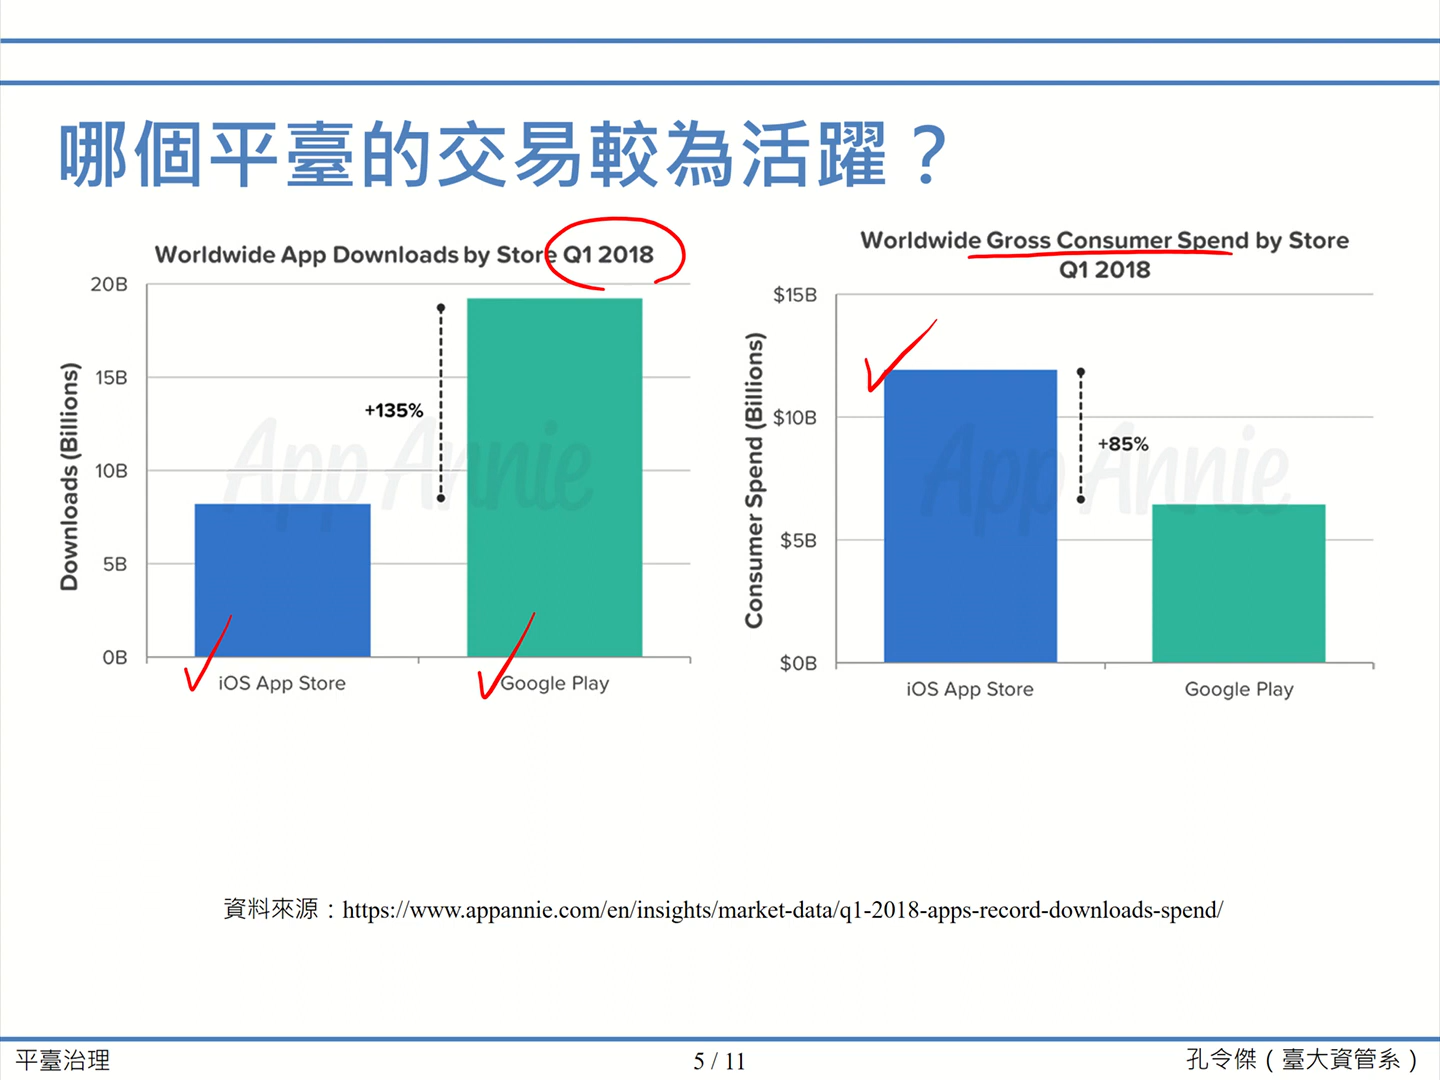 哪個平臺的交易較為活躍？
Worldwide App Downloads by Store Q1 2018
20B
15B
10B
5B
0B
Downloads (Billions)
+135%
App Annie
iOS App Store
Google Play
Worldwide Gross Consumer Spend by Store
Q1 2018
$15B
$10B
$5B
$0B
Consumer Spend (Billions)
+85%
App Annie
iOS App Store
Google Play
資料來源：https://www.appannie.com/en/insights/market-data/q1-2018-apps-record-downloads-spend/
平臺治理
5 / 11
孔令傑（臺大資管系）